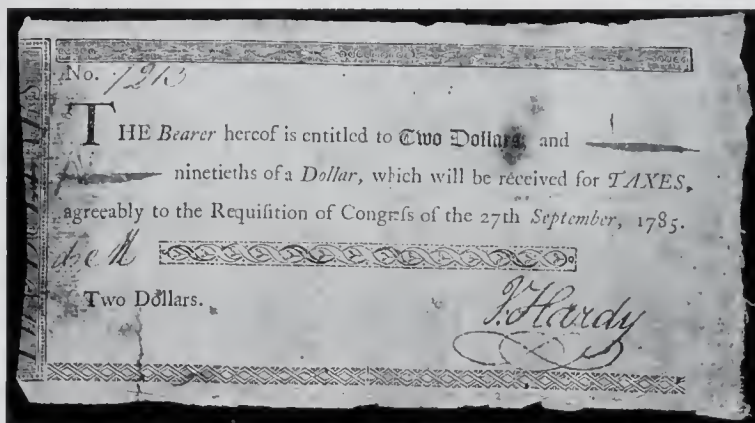 No. 7213
THE Bearer hereof is entitled to Two Dollars, and
ninetieths of a Dollar, which will be received for TAXES,
agreeably to the Requiſition of Congreſs of the 27th September, 1785.
Two Dollars.
J. Hardy